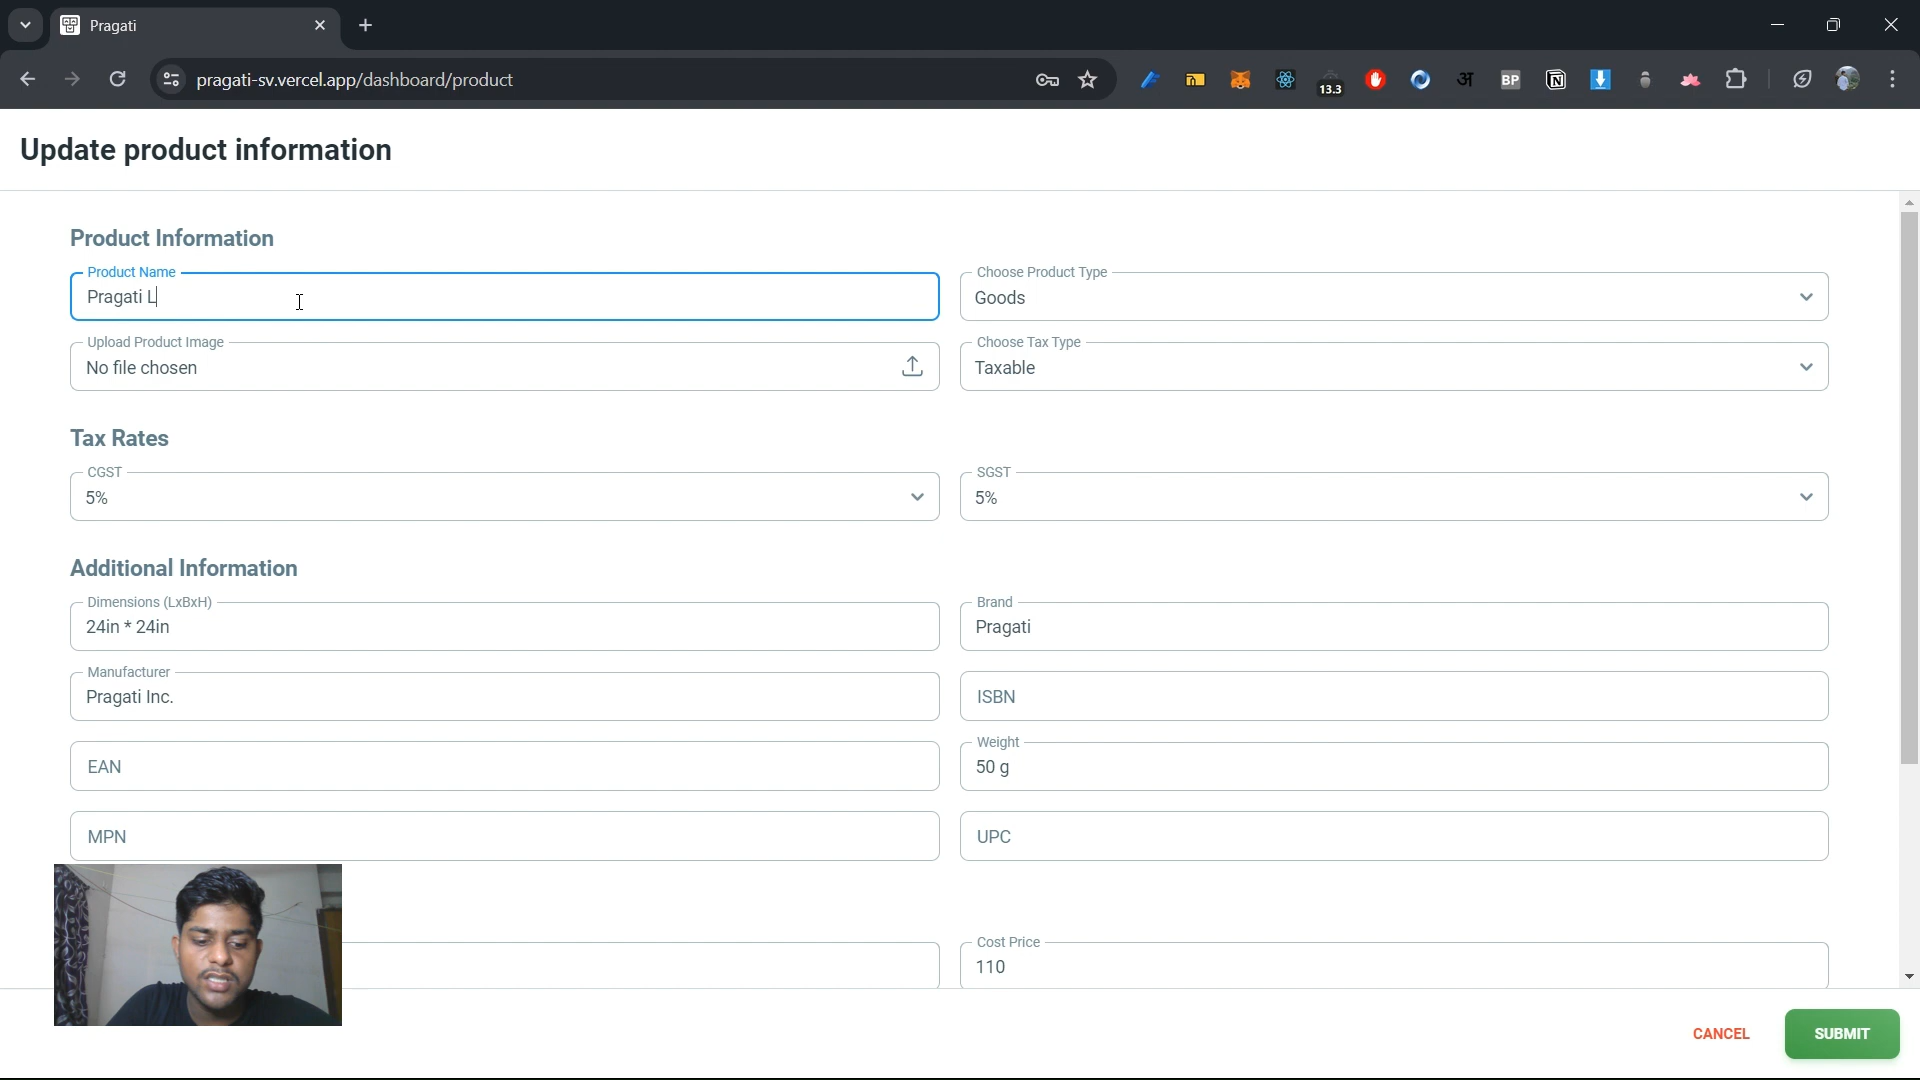 Pragati
pragati-sv.vercel.app/dashboard/product
13.3
अ
BP
N
Update product information
Product Information
Product Name
Pragati L
Choose Product Type
Goods
Upload Product Image
No file chosen
Choose Tax Type
Taxable
Tax Rates
CGST
5%
SGST
5%
Additional Information
Dimensions (LxBxH)
24in * 24in
Brand
Pragati
Manufacturer
Pragati Inc.
ISBN
EAN
Weight
50 g
MPN
UPC
Cost Price
110
CANCEL
SUBMIT